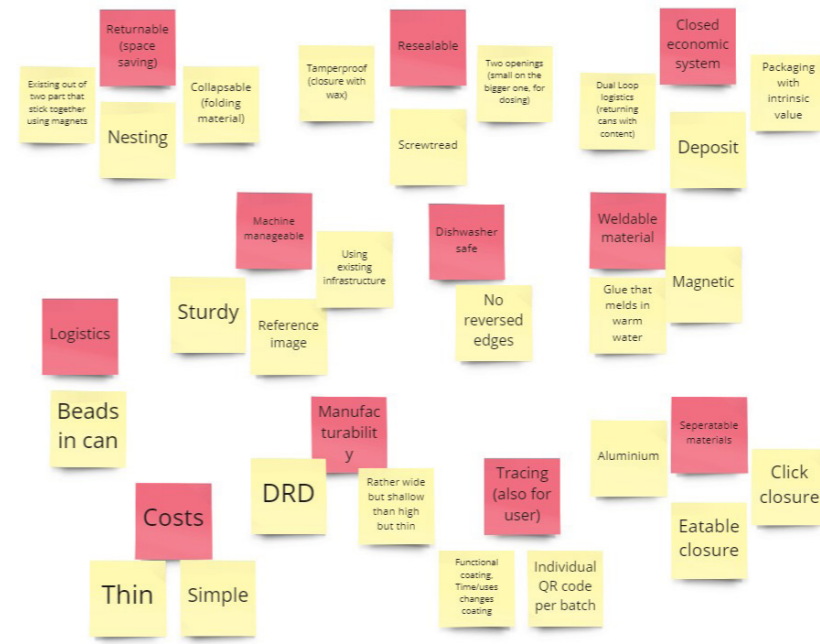 Returnable
(space
saving)
Existing out of
two part that
stick together
using magnets
Nesting
Collapsable
(folding
material)
Resealable
Tamperproof
(closure with
wax)
Two openings
(small on the
bigger one, for
dosing)
Screwtread
Closed
economic
system
Dual Loop
logistics
(returning
cans with
content)
Deposit
Packaging
with
intrinsic
value
Machine
manageable
Sturdy
Reference
image
Using
existing
infrastructure
Dishwasher
safe
No
reversed
edges
Weldable
material
Glue that
melds in
warm
water
Magnetic
Logistics
Beads
in can
Manufac
turabilit
y
DRD
Rather wide
but shallow
than high
but thin
Costs
Thin
Simple
Tracing
(also for
user)
Functional
coating.
Time/uses
changes
coating
Individual
QR code
per batch
Seperatable
materials
Aluminium
Click
closure
Eatable
closure